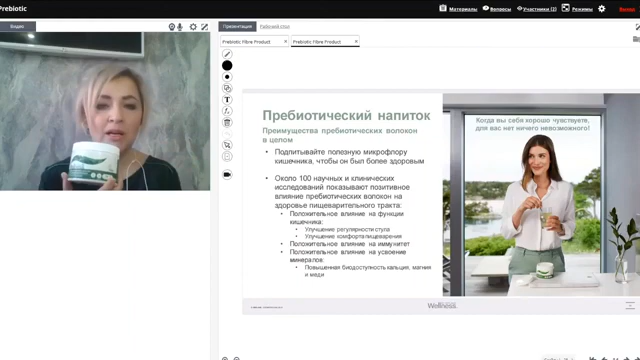 Prebiotic
Материалы
Вопросы
Участники (2)
Режимы
Выйти
Видео
Презентация
Рабочий стол
Prebiotic Fibre Product ×
Prebiotic Fibre Product ×
T
Пребиотический напиток
Преимущества пребиотических волокон
в целом
• Подпитывайте полезную микрофлору
кишечника, чтобы он был более здоровым
• Около 100 научных и клинических
исследований показывают позитивное
влияние пребиотических волокон на
здоровье пищеварительного тракта:
• Положительное влияние на функции
кишечника:
• Улучшение регулярности стула
• Улучшение комфорта пищеварения
• Положительное влияние на иммунитет
• Положительное влияние на усвоение
минералов:
• Повышенная биодоступность кальция, магния
и меди
Когда вы себя хорошо чувствуете,
для вас нет ничего невозможного!
Wellness